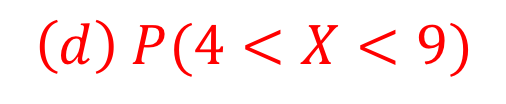 (d) P(4 < X < 9)